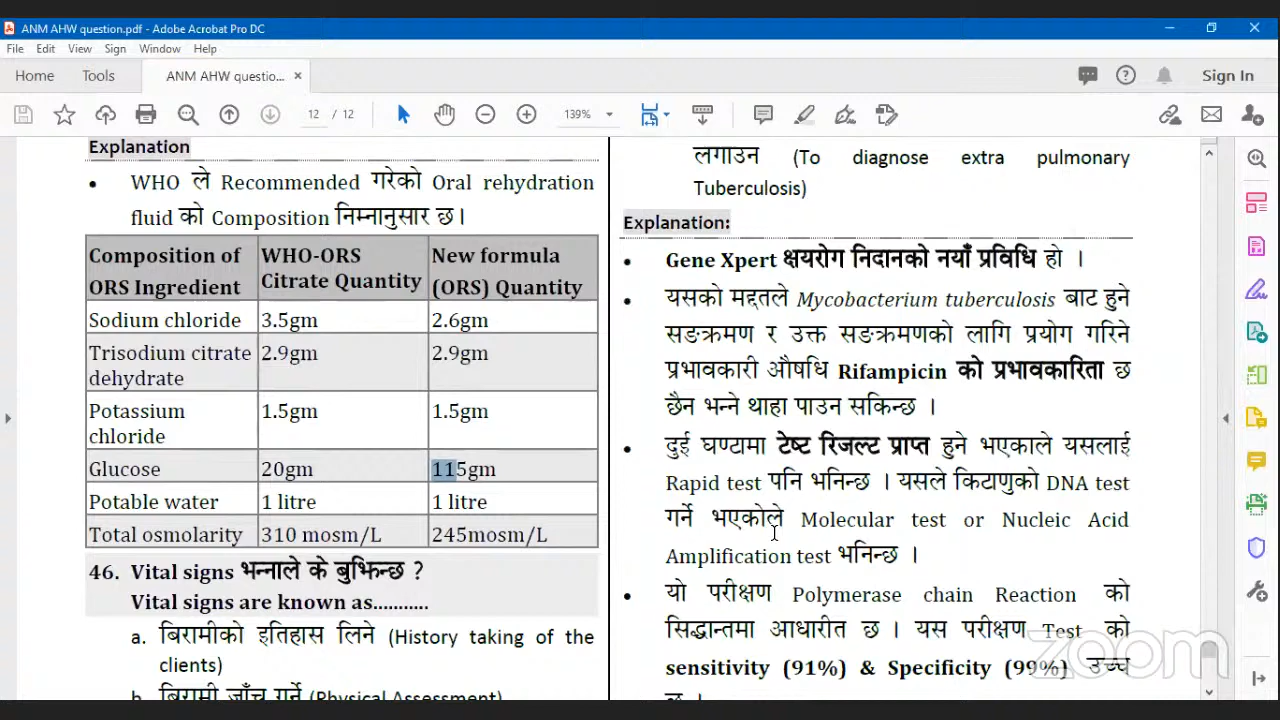 ANM AHW question.pdf - Adobe Acrobat Pro DC
File Edit View Sign Window Help
Home Tools ANM AHW questio... × Sign In
12 / 12 139%
Explanation
• WHO ले Recommended गरेको Oral rehydration
fluid को Composition निम्नानुसार छ।
Composition of WHO-ORS New formula
ORS Ingredient Citrate Quantity (ORS) Quantity
Sodium chloride 3.5gm 2.6gm
Trisodium citrate 2.9gm 2.9gm
dehydrate
Potassium 1.5gm 1.5gm
chloride
Glucose 20gm 115gm
Potable water 1 litre 1 litre
Total osmolarity 310 mosm/L 245mosm/L
46. Vital signs भन्नाले के बुझिन्छ ?
Vital signs are known as...........
a. बिरामीको इतिहास लिने (History taking of the
clients)
b. बिरामी जाँच गर्ने (Physical Assessment)
लगाउन (To diagnose extra pulmonary
Tuberculosis)
Explanation:
• Gene Xpert क्षयरोग निदानको नयाँ प्रविधि हो ।
• यसको मद्दतले Mycobacterium tuberculosis बाट हुने
सङक्रमण र उक्त सङक्रमणको लागि प्रयोग गरिने
प्रभावकारी औषधि Rifampicin को प्रभावकारिता छ
छैन भन्ने थाहा पाउन सकिन्छ ।
• दुई घण्टामा टेष्ट रिजल्ट प्राप्त हुने भएकाले यसलाई
Rapid test पनि भनिन्छ । यसले किटाणुको DNA test
गर्ने भएकोले Molecular test or Nucleic Acid
Amplification test भनिन्छ ।
• यो परीक्षण Polymerase chain Reaction को
सिद्धान्तमा आधारीत छ । यस परीक्षण Test को
sensitivity (91%) & Specificity (99%) उच्च
छ ।
zoom